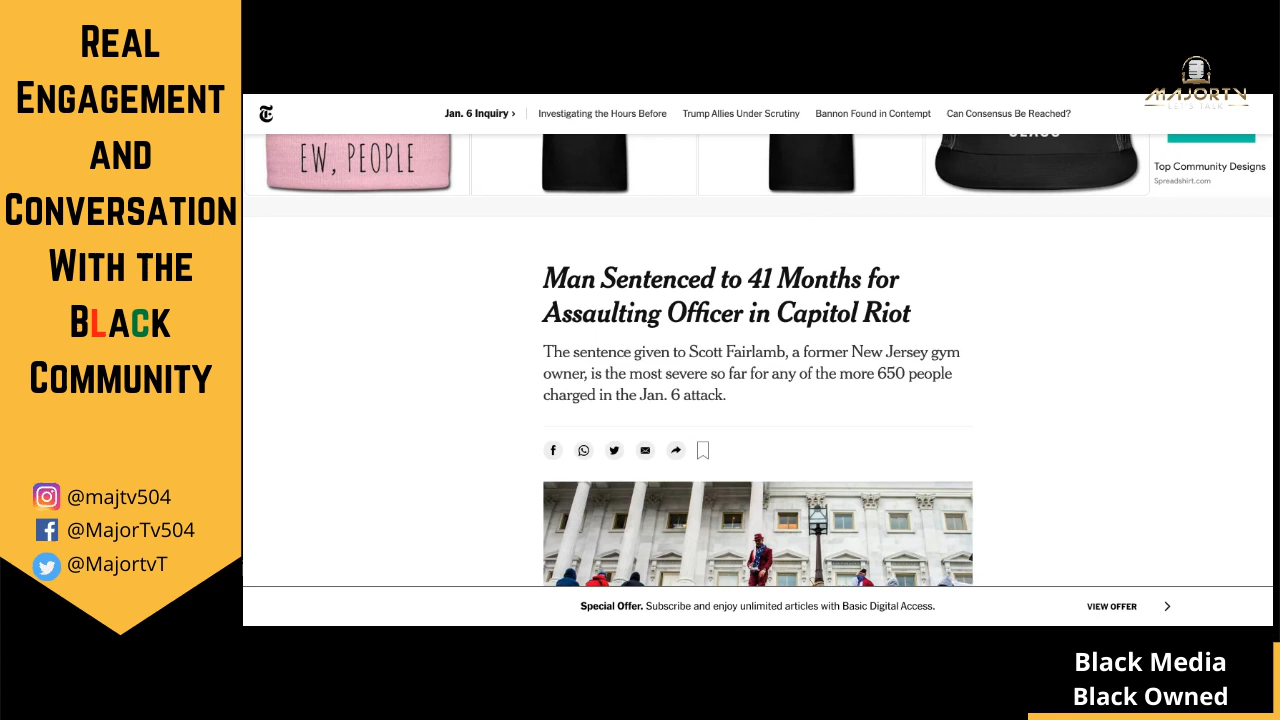 REAL
ENGAGEMENT
AND
CONVERSATION
WITH THE
BLACK
COMMUNITY
@majtv504
@MajorTv504
@MajortvT
MAJORTV
LET'S TALK
T
Jan. 6 Inquiry › Investigating the Hours Before Trump Allies Under Scrutiny Bannon Found in Contempt Can Consensus Be Reached?
EW, PEOPLE
Top Community Designs
Spreadshirt.com
Man Sentenced to 41 Months for
Assaulting Officer in Capitol Riot
The sentence given to Scott Fairlamb, a former New Jersey gym
owner, is the most severe so far for any of the more 650 people
charged in the Jan. 6 attack.
Special Offer. Subscribe and enjoy unlimited articles with Basic Digital Access. VIEW OFFER
Black Media
Black Owned